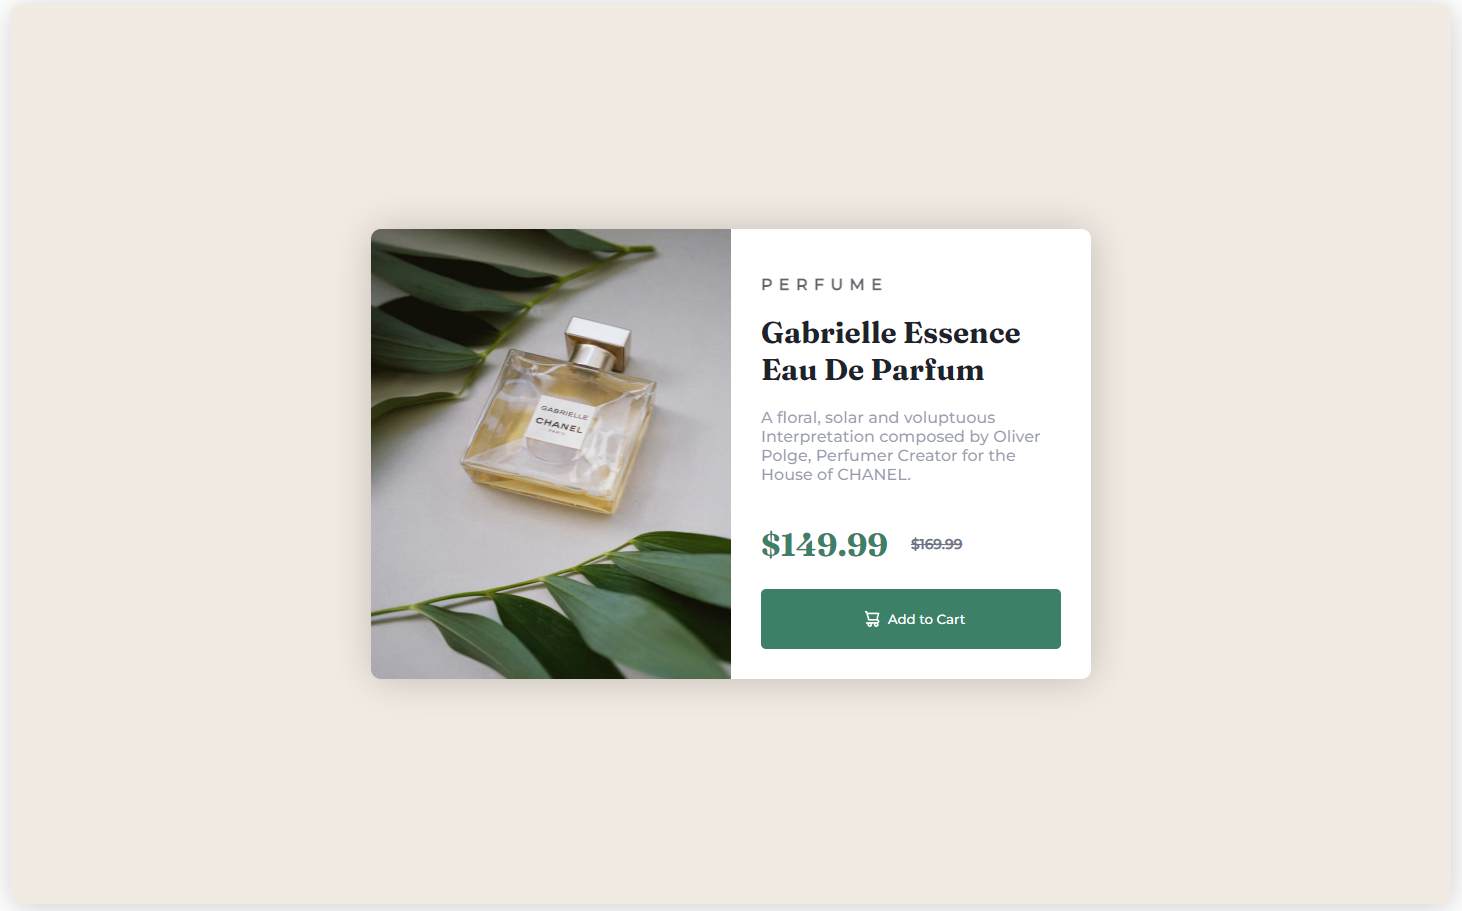 GABRIELLE
CHANEL
PARIS
PERFUME
Gabrielle Essence
Eau De Parfum
A floral, solar and voluptuous
Interpretation composed by Oliver
Polge, Perfumer Creator for the
House of CHANEL.
$149.99 $169.99
Add to Cart